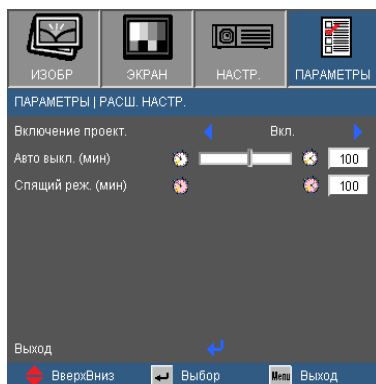 ИЗОБР ЭКРАН НАСТР. ПАРАМЕТРЫ
ПАРАМЕТРЫ | РАСШ. НАСТР.
Включение проект. Вкл.
Авто выкл. (мин) 100
Спящий реж. (мин) 100
Выход
ВверхВниз Выбор Menu Выход